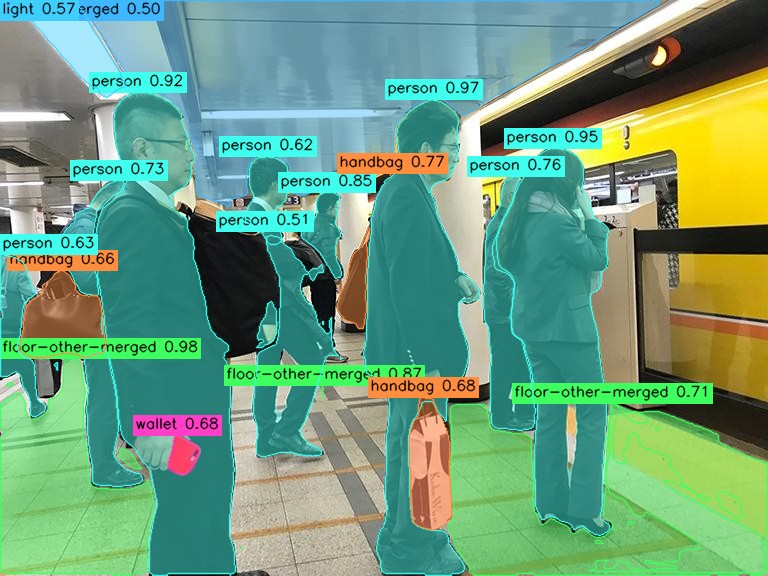 light 0.57
erged 0.50
person 0.92
person 0.97
person 0.62
person 0.95
handbag 0.77
person 0.73
person 0.85
person 0.76
person 0.51
person 0.63
handbag 0.66
floor-other-merged 0.98
floor-other-merged 0.87
handbag 0.68
floor-other-merged 0.71
wallet 0.68